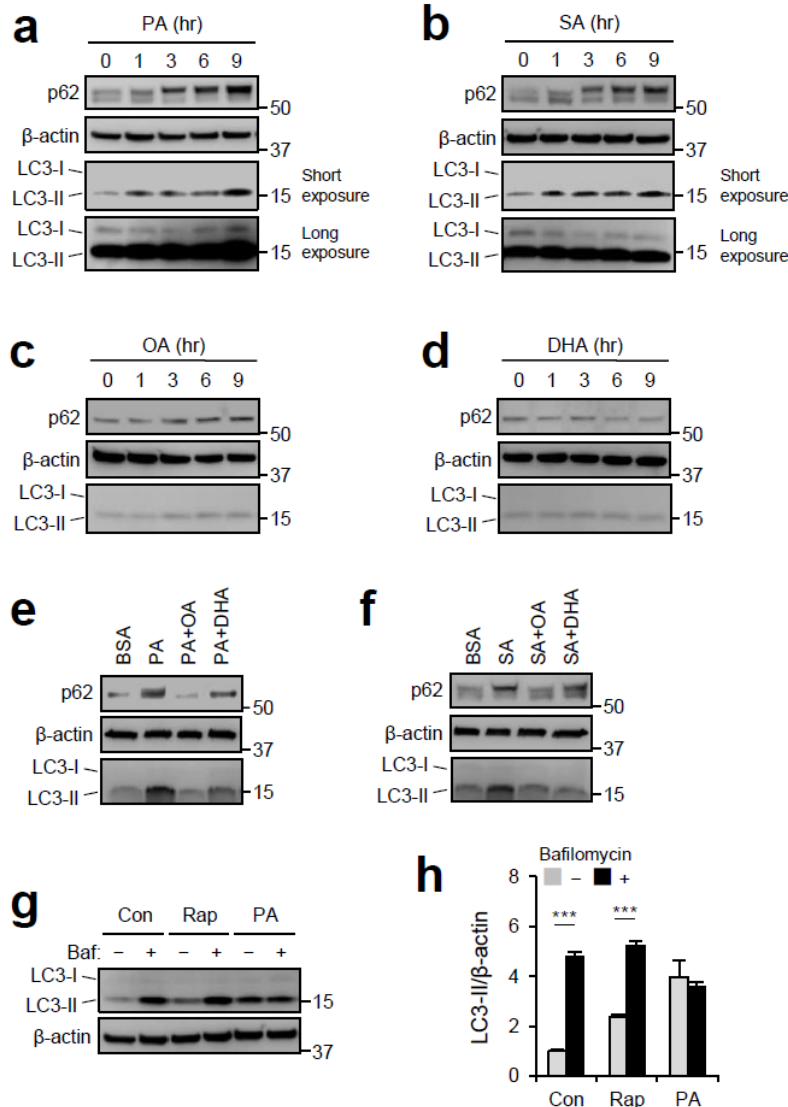 a
PA (hr)
0 1 3 6 9
p62
50
β-actin
37
LC3-I
LC3-II
15
Short
exposure
LC3-I
LC3-II
15
Long
exposure
b
SA (hr)
0 1 3 6 9
p62
50
β-actin
37
LC3-I
LC3-II
15
Short
exposure
LC3-I
LC3-II
15
Long
exposure
c
OA (hr)
0 1 3 6 9
p62
50
β-actin
37
LC3-I
LC3-II
15
d
DHA (hr)
0 1 3 6 9
p62
50
β-actin
37
LC3-I
LC3-II
15
e
BSA PA PA+OA PA+DHA
p62
50
β-actin
37
LC3-I
LC3-II
15
f
BSA SA SA+OA SA+DHA
p62
50
β-actin
37
LC3-I
LC3-II
15
g
Con Rap PA
Baf: – + – + – +
LC3-I
LC3-II
15
β-actin
37
h
Bafilomycin
– +
LC3-II/β-actin
8
6
4
2
0
*** ***
Con Rap PA